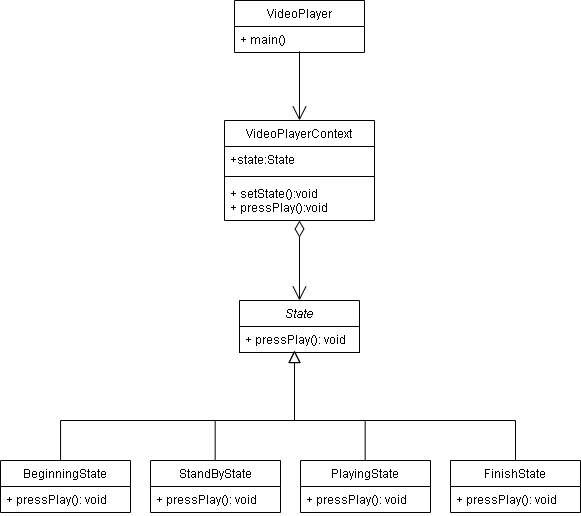 VideoPlayer
+ main()
VideoPlayerContext
+state:State
+ setState():void
+ pressPlay():void
State
+ pressPlay(): void
BeginningState
+ pressPlay(): void
StandByState
+ pressPlay(): void
PlayingState
+ pressPlay(): void
FinishState
+ pressPlay(): void